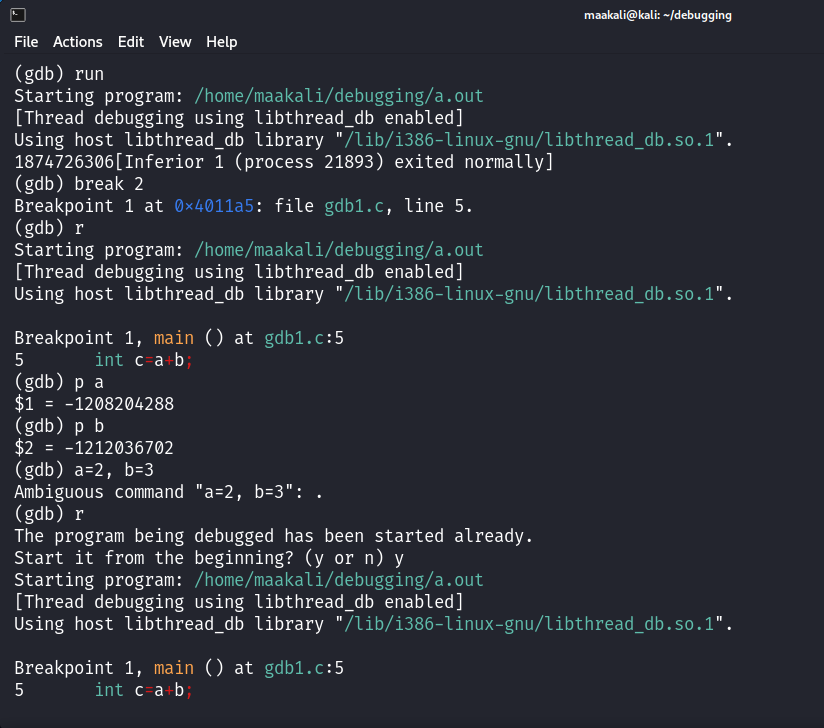 maakali@kali: ~/debugging
File Actions Edit View Help
(gdb) run
Starting program: /home/maakali/debugging/a.out
[Thread debugging using libthread_db enabled]
Using host libthread_db library "/lib/i386-linux-gnu/libthread_db.so.1".
1874726306[Inferior 1 (process 21893) exited normally]
(gdb) break 2
Breakpoint 1 at 0×4011a5: file gdb1.c, line 5.
(gdb) r
Starting program: /home/maakali/debugging/a.out
[Thread debugging using libthread_db enabled]
Using host libthread_db library "/lib/i386-linux-gnu/libthread_db.so.1".
Breakpoint 1, main () at gdb1.c:5
5 int c=a+b;
(gdb) p a
$1 = -1208204288
(gdb) p b
$2 = -1212036702
(gdb) a=2, b=3
Ambiguous command "a=2, b=3": .
(gdb) r
The program being debugged has been started already.
Start it from the beginning? (y or n) y
Starting program: /home/maakali/debugging/a.out
[Thread debugging using libthread_db enabled]
Using host libthread_db library "/lib/i386-linux-gnu/libthread_db.so.1".
Breakpoint 1, main () at gdb1.c:5
5 int c=a+b;